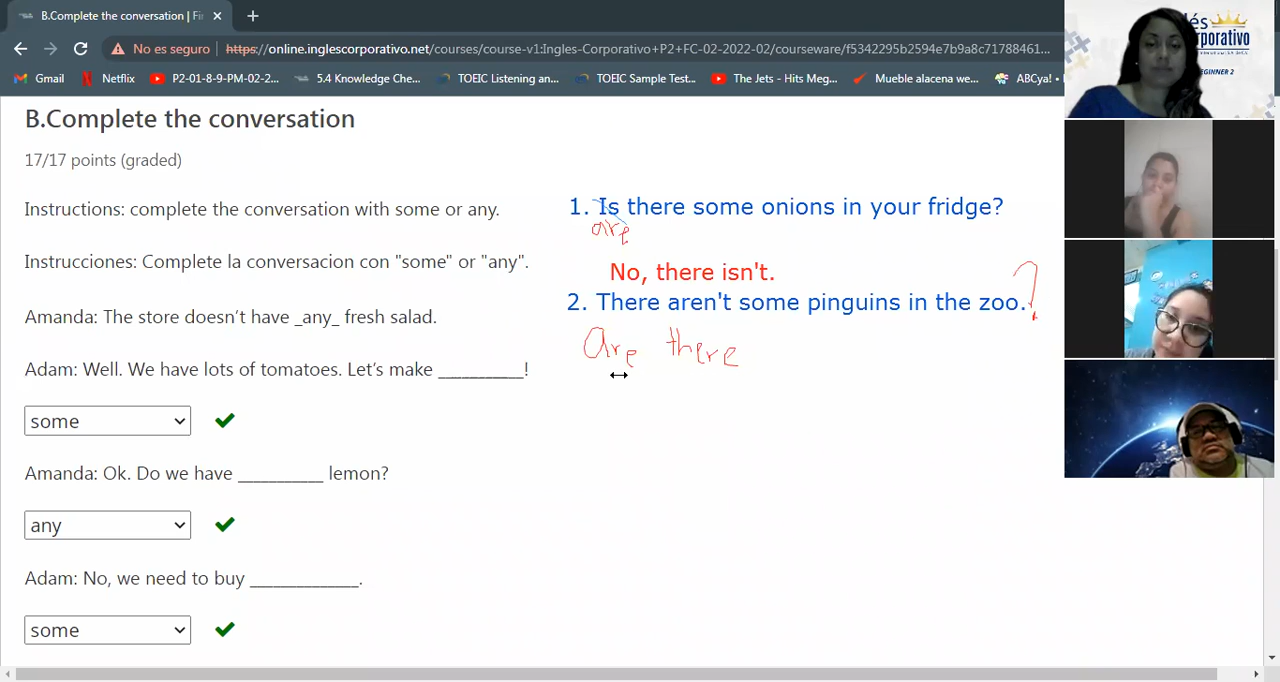 B.Complete the conversation | Fi
No es seguro | https://online.inglescorporativo.net/courses/course-v1:Ingles-Corporativo+P2+FC-02-2022-02/courseware/f5342295b2594e7b9a8c71788461...
Gmail Netflix P2-01-8-9-PM-02-2... 5.4 Knowledge Che... TOEIC Listening an... TOEIC Sample Test... The Jets - Hits Meg... Mueble alacena we... ABCya!
B.Complete the conversation
17/17 points (graded)
Instructions: complete the conversation with some or any.
Instrucciones: Complete la conversacion con "some" or "any".
Amanda: The store doesn’t have _any_ fresh salad.
Adam: Well. We have lots of tomatoes. Let’s make __________!
some
Amanda: Ok. Do we have __________ lemon?
any
Adam: No, we need to buy _____________.
some
1. Is there some onions in your fridge?
are
No, there isn't.
2. There aren't some pinguins in the zoo. ?
Are there
és
rporativo
EGINNER 2